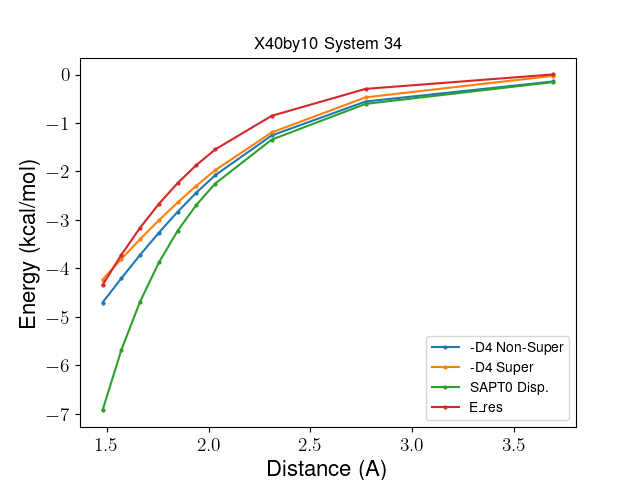 X40by10 System 34
Energy (kcal/mol)
0
−1
−2
−3
−4
−5
−6
−7
1.5 2.0 2.5 3.0 3.5
Distance (A)
-D4 Non-Super
-D4 Super
SAPT0 Disp.
E_res